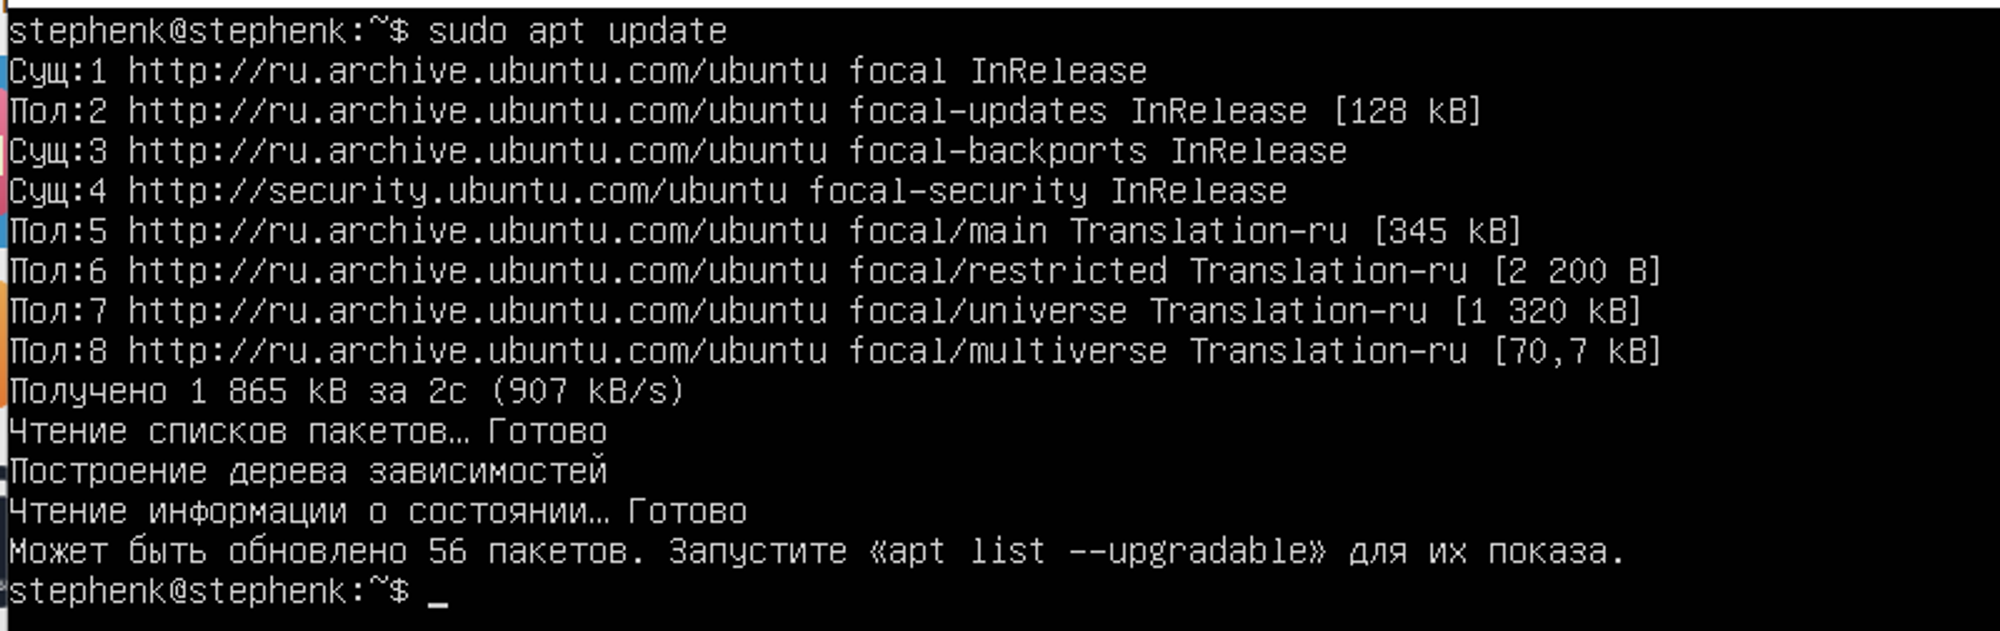 stephenk@stephenk:~$ sudo apt update
Сущ:1 http://ru.archive.ubuntu.com/ubuntu focal InRelease
Пол:2 http://ru.archive.ubuntu.com/ubuntu focal-updates InRelease [128 kB]
Сущ:3 http://ru.archive.ubuntu.com/ubuntu focal-backports InRelease
Сущ:4 http://security.ubuntu.com/ubuntu focal-security InRelease
Пол:5 http://ru.archive.ubuntu.com/ubuntu focal/main Translation-ru [345 kB]
Пол:6 http://ru.archive.ubuntu.com/ubuntu focal/restricted Translation-ru [2 200 B]
Пол:7 http://ru.archive.ubuntu.com/ubuntu focal/universe Translation-ru [1 320 kB]
Пол:8 http://ru.archive.ubuntu.com/ubuntu focal/multiverse Translation-ru [70,7 kB]
Получено 1 865 kB за 2с (907 kB/s)
Чтение списков пакетов… Готово
Построение дерева зависимостей
Чтение информации о состоянии… Готово
Может быть обновлено 56 пакетов. Запустите «apt list --upgradable» для их показа.
stephenk@stephenk:~$ _